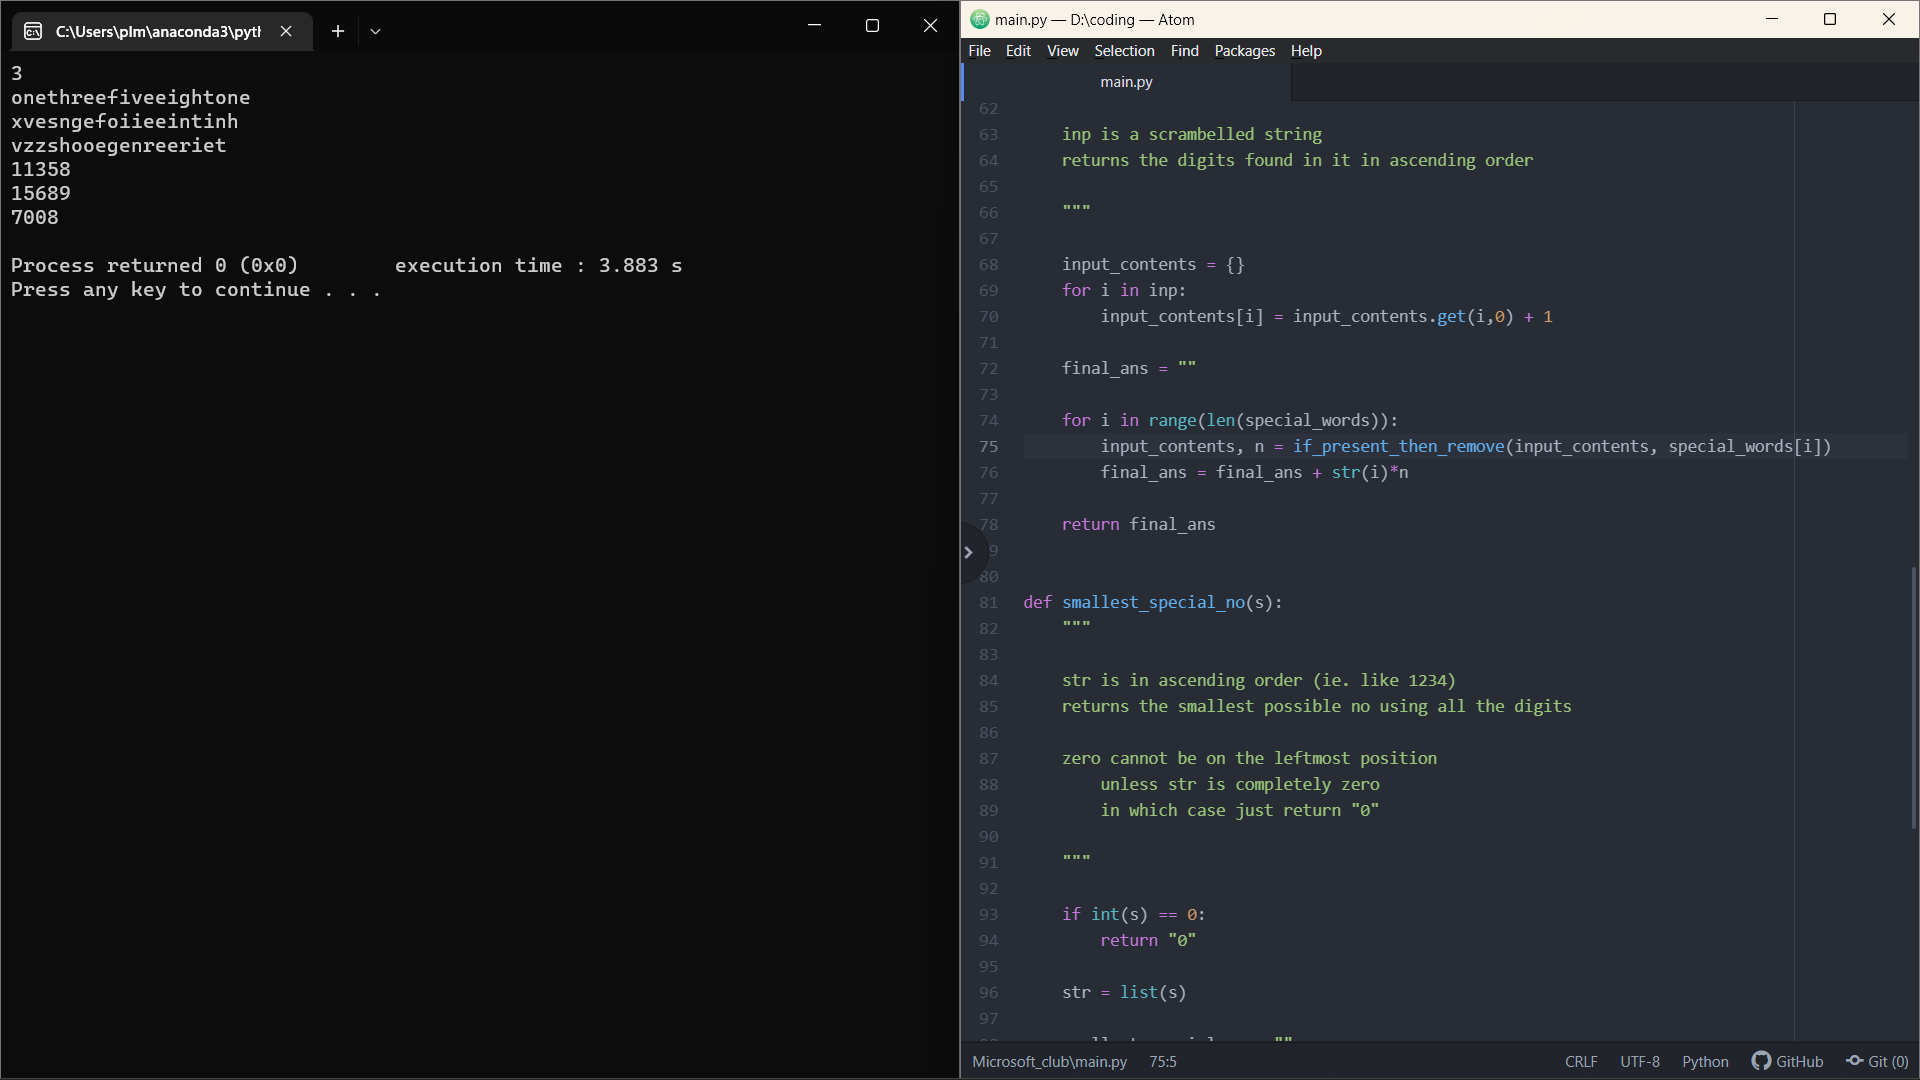 C:\Users\plm\anaconda3\pyth
3
onethreefiveeightone
xvesngefoiieeintinh
vzzshooegenreeriet
11358
15689
7008
Process returned 0 (0x0)        execution time : 3.883 s
Press any key to continue . . .
main.py — D:\coding — Atom
File Edit View Selection Find Packages Help
main.py
62
63 inp is a scrambelled string
64 returns the digits found in it in ascending order
65
66 """
67
68 input_contents = {}
69 for i in inp:
70 input_contents[i] = input_contents.get(i,0) + 1
71
72 final_ans = ""
73
74 for i in range(len(special_words)):
75 input_contents, n = if_present_then_remove(input_contents, special_words[i])
76 final_ans = final_ans + str(i)*n
77
78 return final_ans
9
80
81 def smallest_special_no(s):
82 """
83
84 str is in ascending order (ie. like 1234)
85 returns the smallest possible no using all the digits
86
87 zero cannot be on the leftmost position
88 unless str is completely zero
89 in which case just return "0"
90
91 """
92
93 if int(s) == 0:
94 return "0"
95
96 str = list(s)
97
Microsoft_club\main.py 75:5 CRLF UTF-8 Python GitHub Git (0)